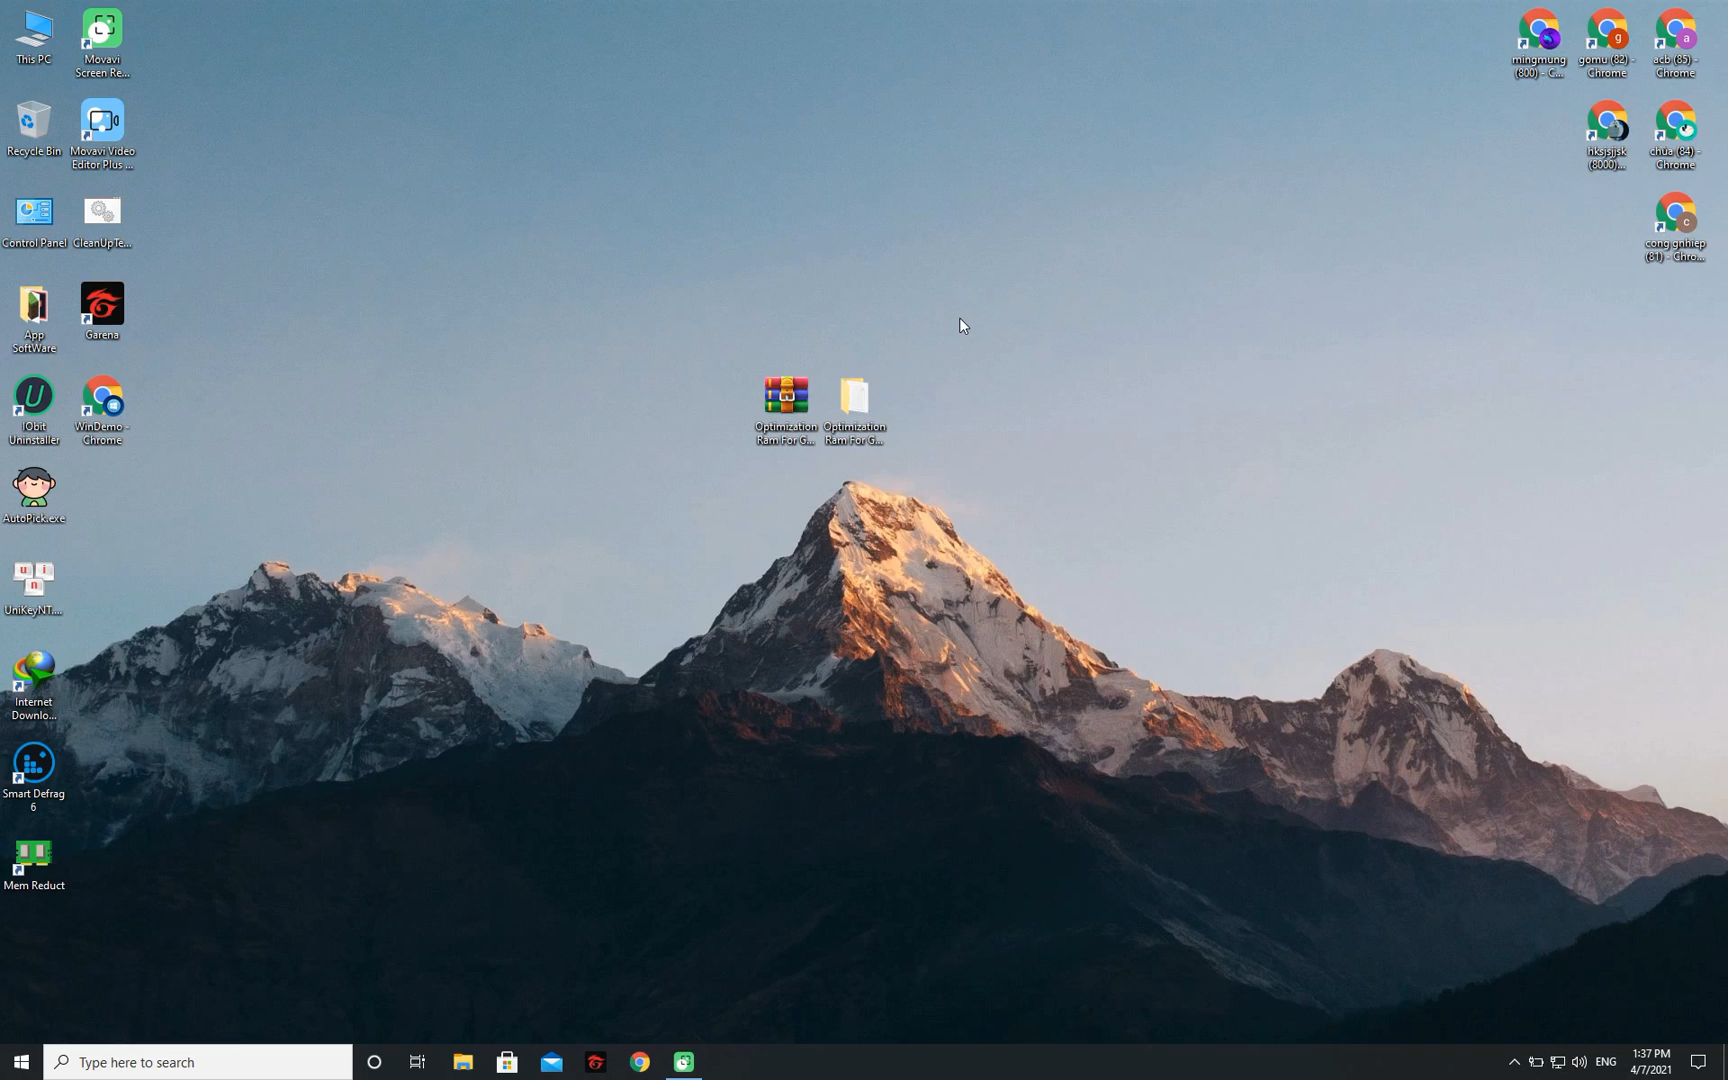 This PC
Movavi
Screen Re...
Recycle Bin
Movavi Video
Editor Plus ...
Control Panel
CleanUpTe...
App
SoftWare
Garena
IObit
Uninstaller
WinDemo -
Chrome
AutoPick.exe
UniKeyNT....
Internet
Downlo...
Smart Defrag
6
Mem Reduct
Optimization
Ram For G...
Optimization
Ram For G...
mingmung
(800) - C...
gomu (82) -
Chrome
acb (85) -
Chrome
hksjsijsk
(8000)...
chùa (84) -
Chrome
cong gnhiep
(81) - Chro...
Type here to search
ENG
1:37 PM
4/7/2021